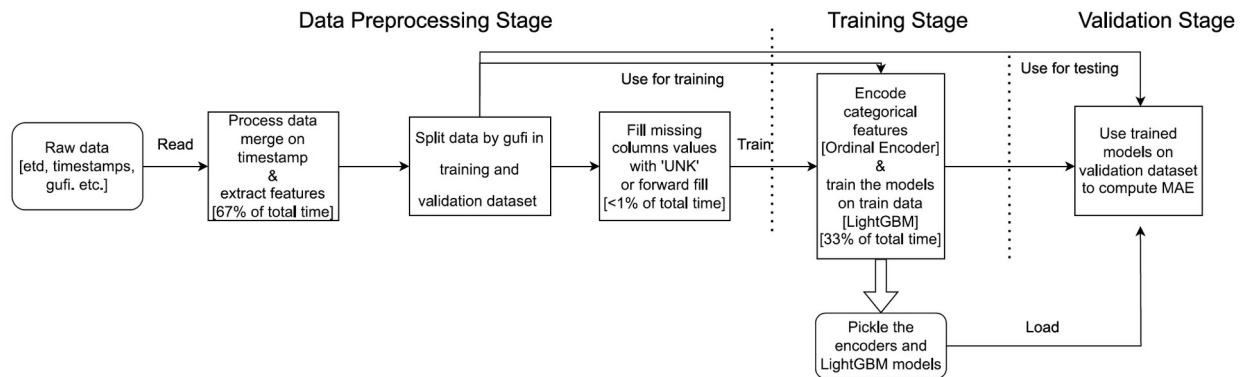 Data Preprocessing Stage
Training Stage
Validation Stage
Use for training
Use for testing
Raw data
[etd, timestamps,
gufi. etc.]
Read
Process data
merge on
timestamp
&
extract features
[67% of total time]
Split data by gufi in
training and
validation dataset
Fill missing
columns values
with 'UNK'
or forward fill
[<1% of total time]
Train
Encode
categorical
features
[Ordinal Encoder]
&
train the models
on train data
[LightGBM]
[33% of total time]
Use trained
models on
validation dataset
to compute MAE
Pickle the
encoders and
LightGBM models
Load